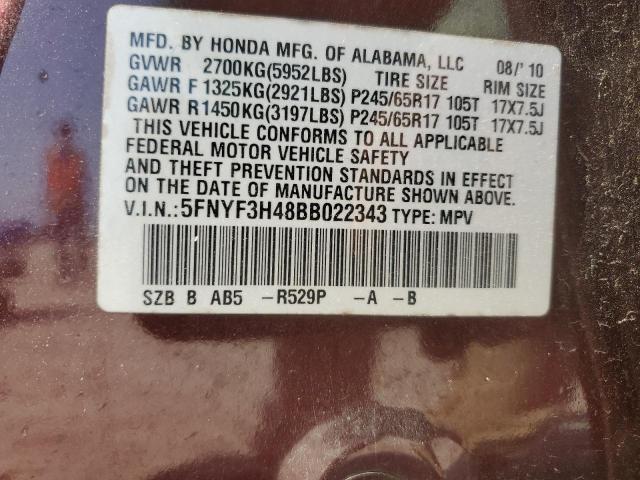 MFD. BY HONDA MFG. OF ALABAMA, LLC 08/'10
GVWR 2700KG(5952LBS) TIRE SIZE RIM SIZE
GAWR F 1325KG(2921LBS) P245/65R17 105T 17X7.5J
GAWR R1450KG(3197LBS) P245/65R17 105T 17X7.5J
THIS VEHICLE CONFORMS TO ALL APPLICABLE
FEDERAL MOTOR VEHICLE SAFETY
AND THEFT PREVENTION STANDARDS IN EFFECT
ON THE DATE OF MANUFACTURE SHOWN ABOVE.
V.I.N.:5FNYF3H48BB022343 TYPE: MPV
SZB B AB5 -R529P -A -B